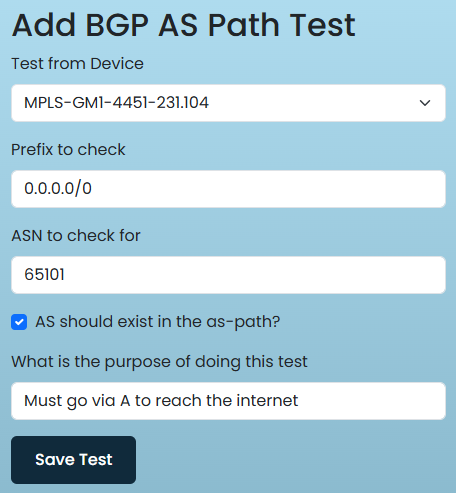 Add BGP AS Path Test
Test from Device
MPLS-GM1-4451-231.104
Prefix to check
0.0.0.0/0
ASN to check for
65101
AS should exist in the as-path?
What is the purpose of doing this test
Must go via A to reach the internet
Save Test